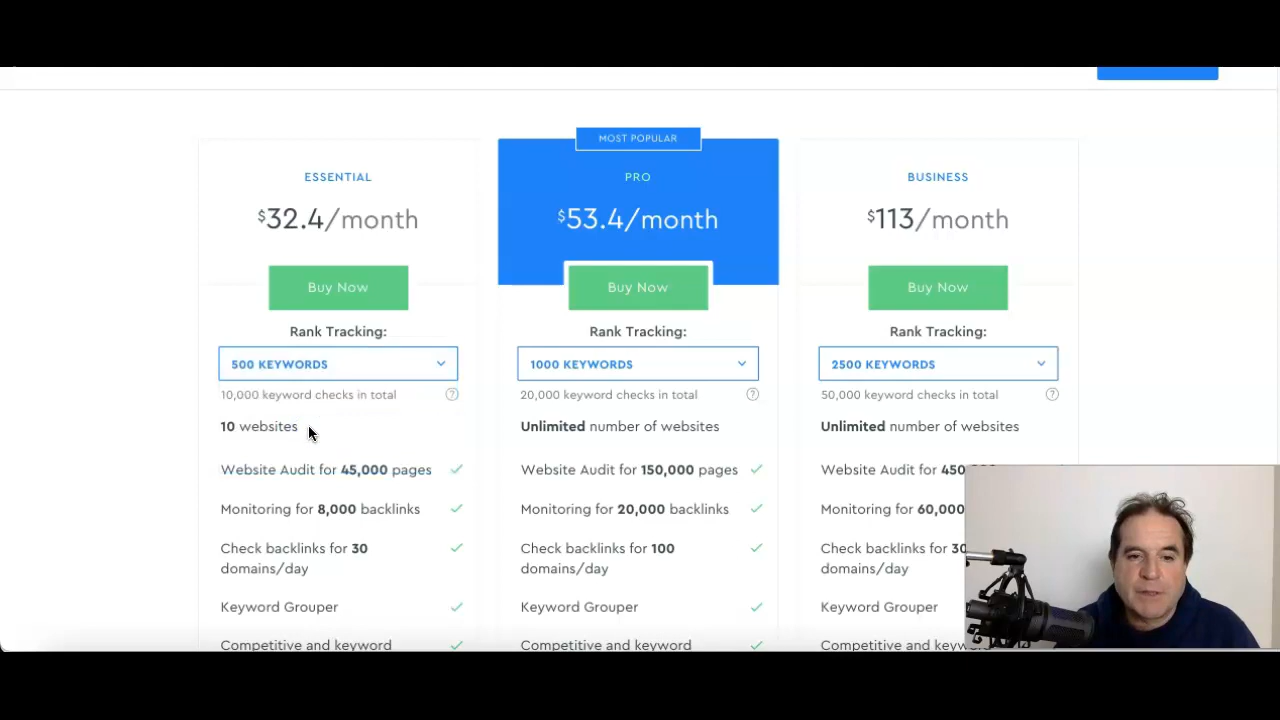 MOST POPULAR
ESSENTIAL
$32.4/month
Buy Now
Rank Tracking:
500 KEYWORDS
10,000 keyword checks in total
10 websites
Website Audit for 45,000 pages
Monitoring for 8,000 backlinks
Check backlinks for 30
domains/day
Keyword Grouper
Competitive and keyword
PRO
$53.4/month
Buy Now
Rank Tracking:
1000 KEYWORDS
20,000 keyword checks in total
Unlimited number of websites
Website Audit for 150,000 pages
Monitoring for 20,000 backlinks
Check backlinks for 100
domains/day
Keyword Grouper
Competitive and keyword
BUSINESS
$113/month
Buy Now
Rank Tracking:
2500 KEYWORDS
50,000 keyword checks in total
Unlimited number of websites
Website Audit for
Monitoring for 60,000
Check backlinks for
domains/day
Keyword Grouper
Competitive and